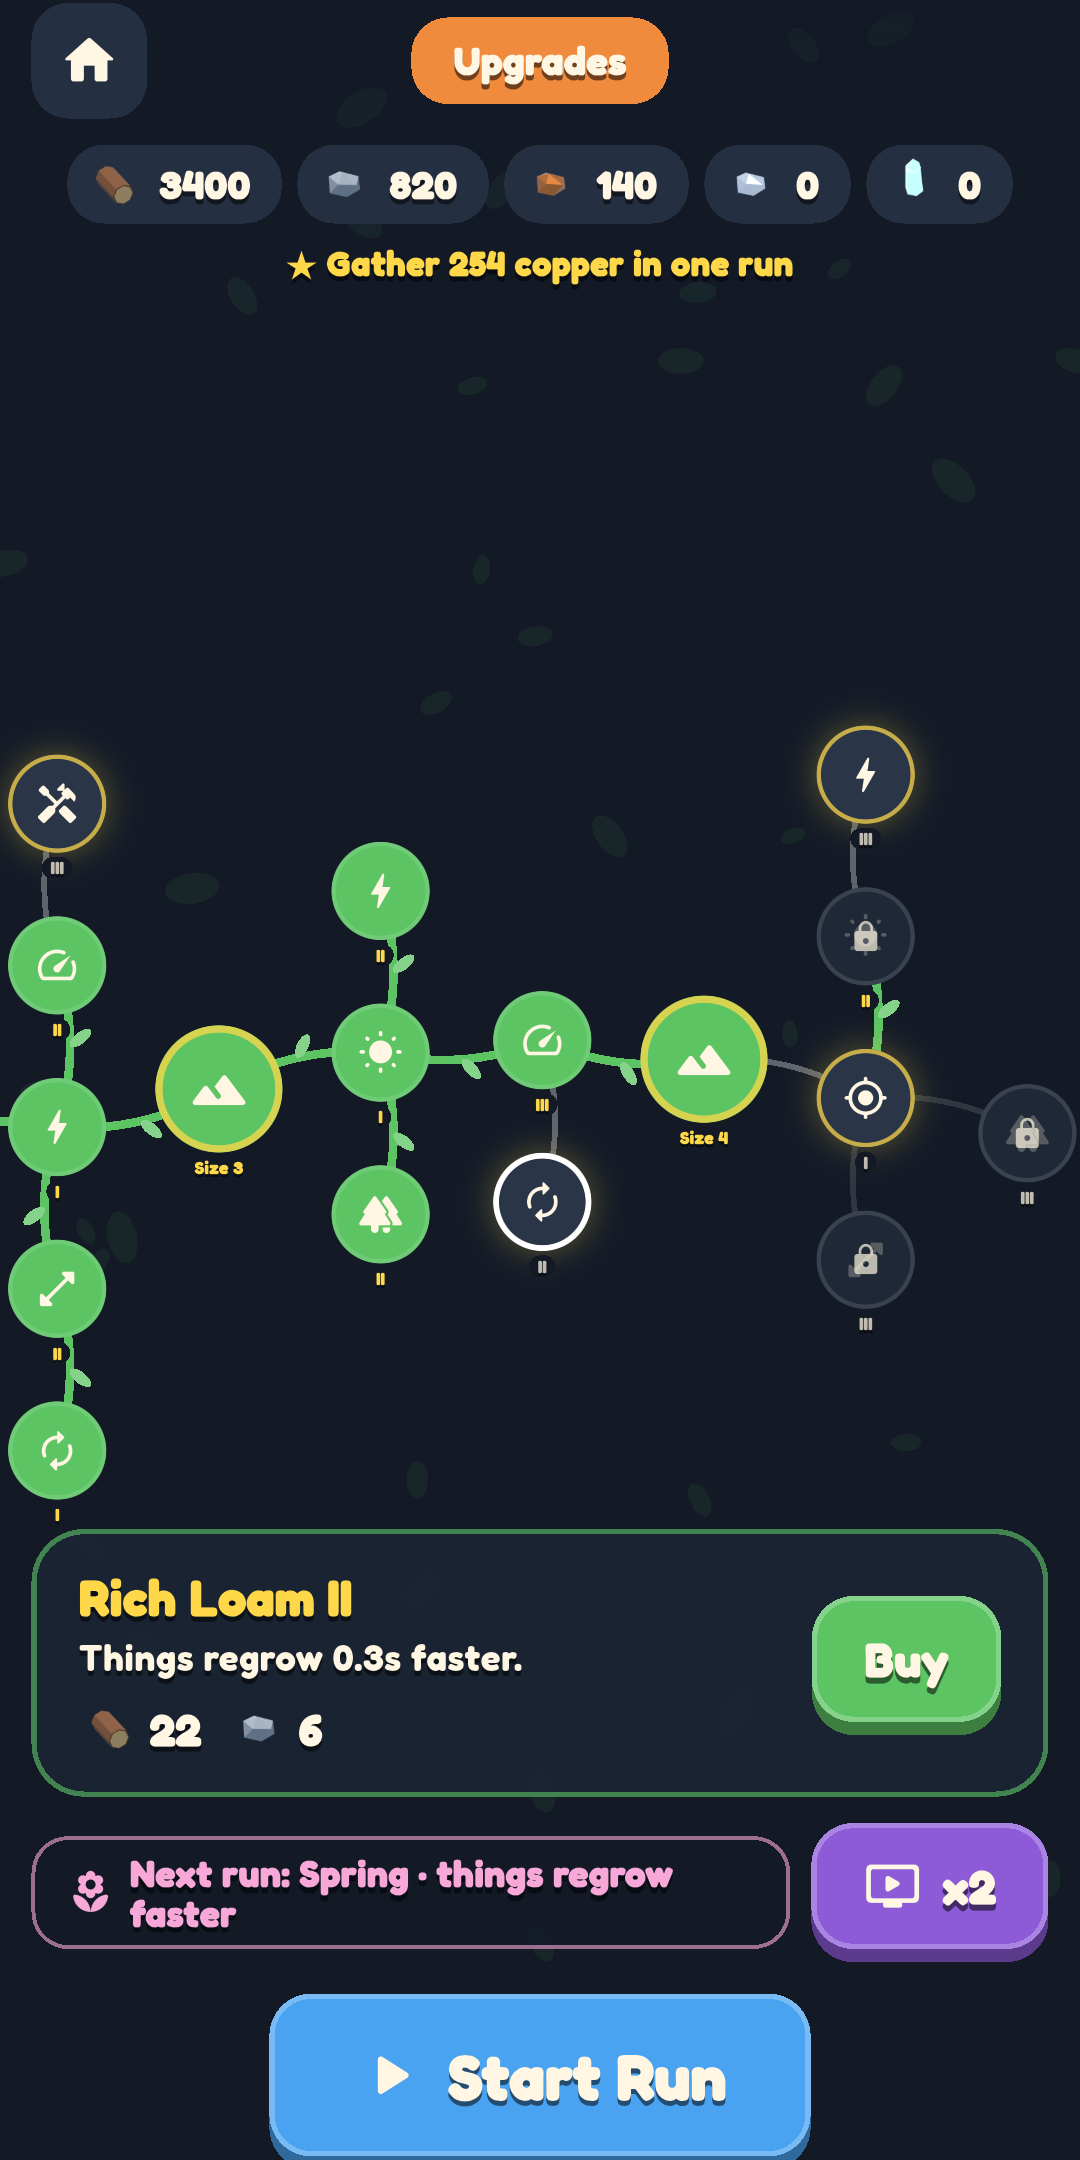 Upgrades
3400 820 140 0 0
★ Gather 254 copper in one run
III
III
II
II
II
I
III
Size 4
I
Size 3
I
III
II
II
III
II
I
Rich Loam II
Things regrow 0.3s faster.
Buy
22 6
Next run: Spring · things regrow
faster
x2
Start Run